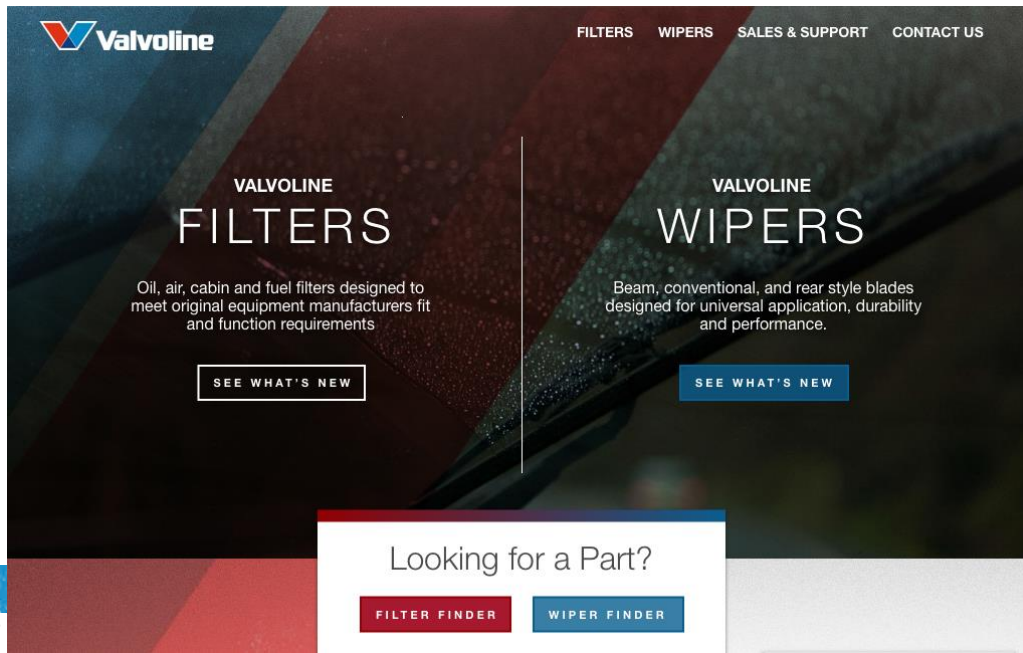 Valvoline
FILTERS WIPERS SALES & SUPPORT CONTACT US
VALVOLINE
FILTERS
Oil, air, cabin and fuel filters designed to
meet original equipment manufacturers fit
and function requirements
SEE WHAT'S NEW
VALVOLINE
WIPERS
Beam, conventional, and rear style blades
designed for universal application, durability
and performance.
SEE WHAT'S NEW
Looking for a Part?
FILTER FINDER
WIPER FINDER